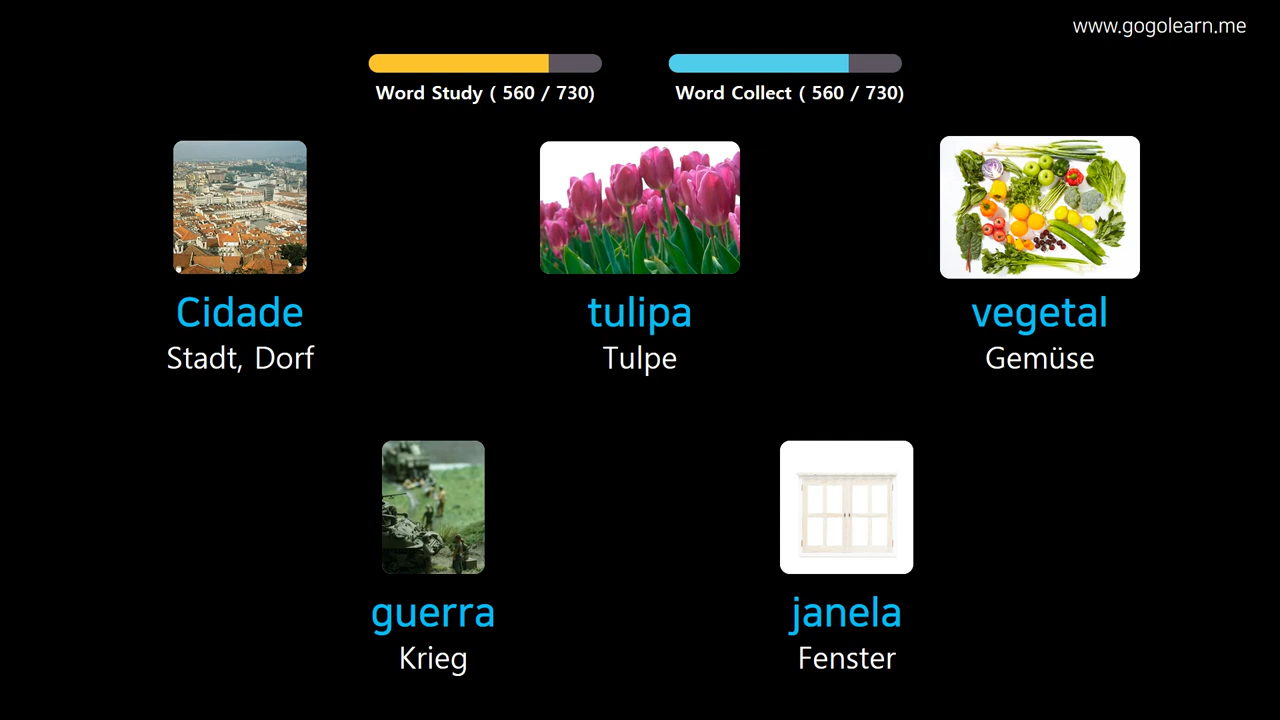 www.gogolearn.me
Word Study ( 560 / 730)
Word Collect ( 560 / 730)
Cidade
Stadt, Dorf
tulipa
Tulpe
vegetal
Gemüse
guerra
Krieg
janela
Fenster